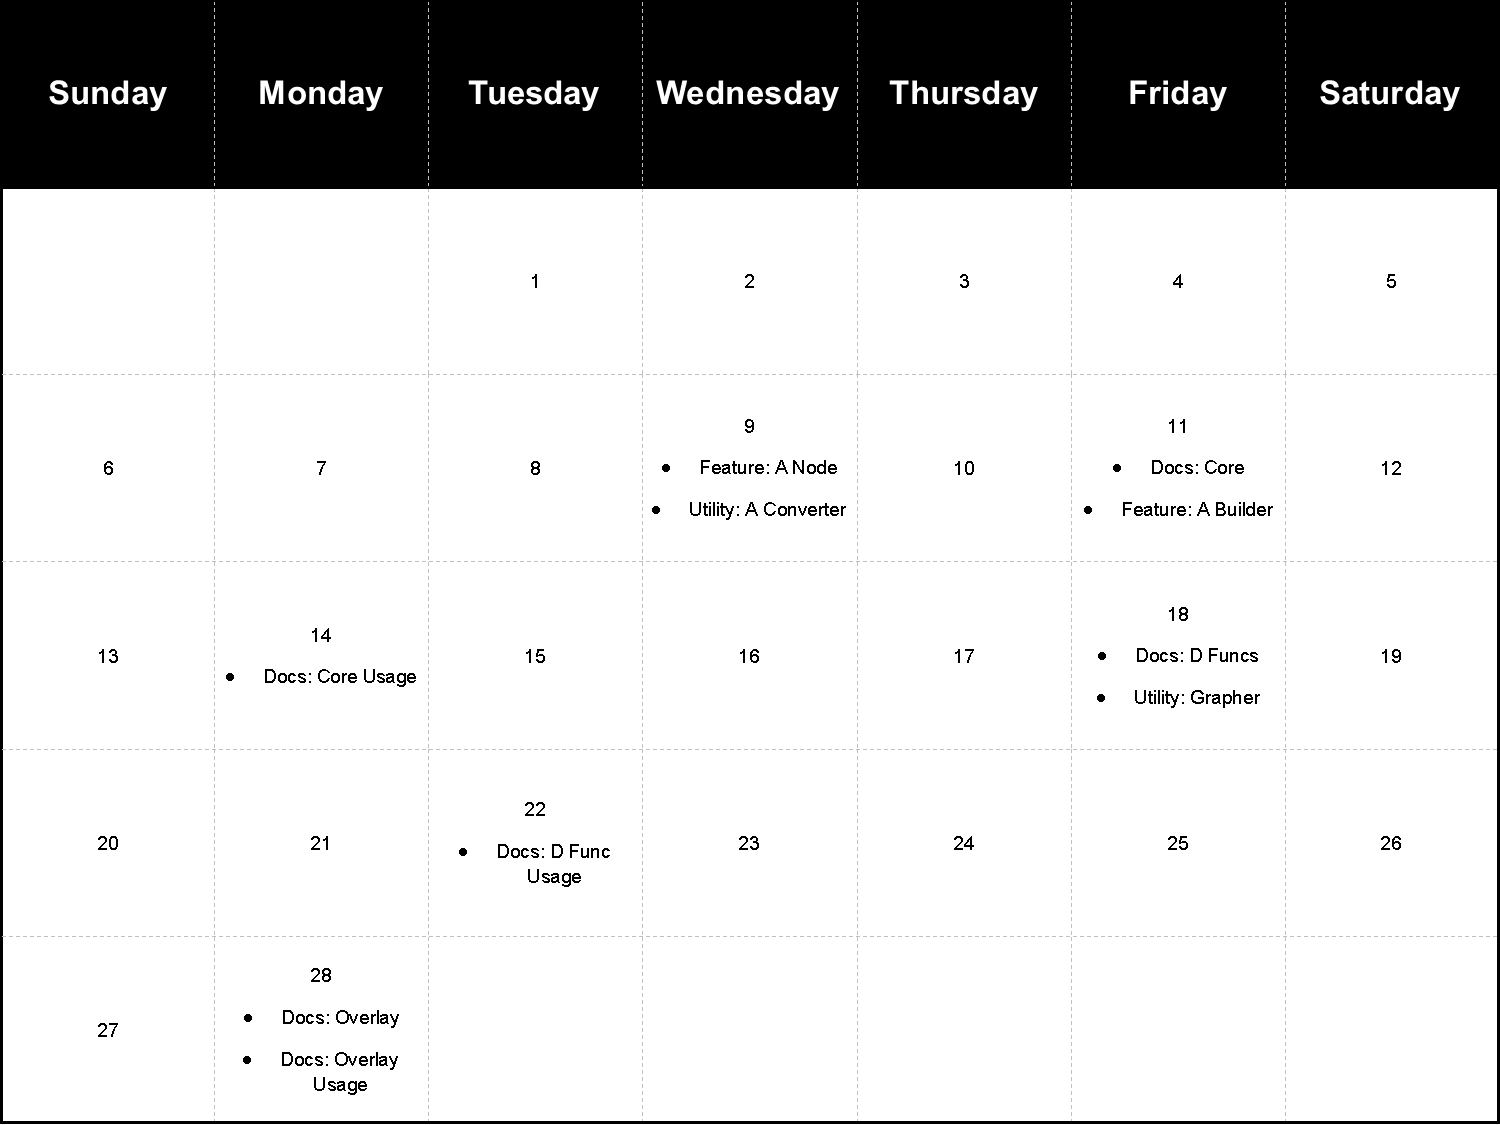 Sunday Monday Tuesday Wednesday Thursday Friday Saturday
1 2 3 4 5
6
7
8
9
● Feature: A Node
● Utility: A Converter
10
11
● Docs: Core
● Feature: A Builder
12
13
14
● Docs: Core Usage
15
16
17
18
● Docs: D Funcs
● Utility: Grapher
19
20
21
22
● Docs: D Func
Usage
23
24
25
26
27
28
● Docs: Overlay
● Docs: Overlay
Usage